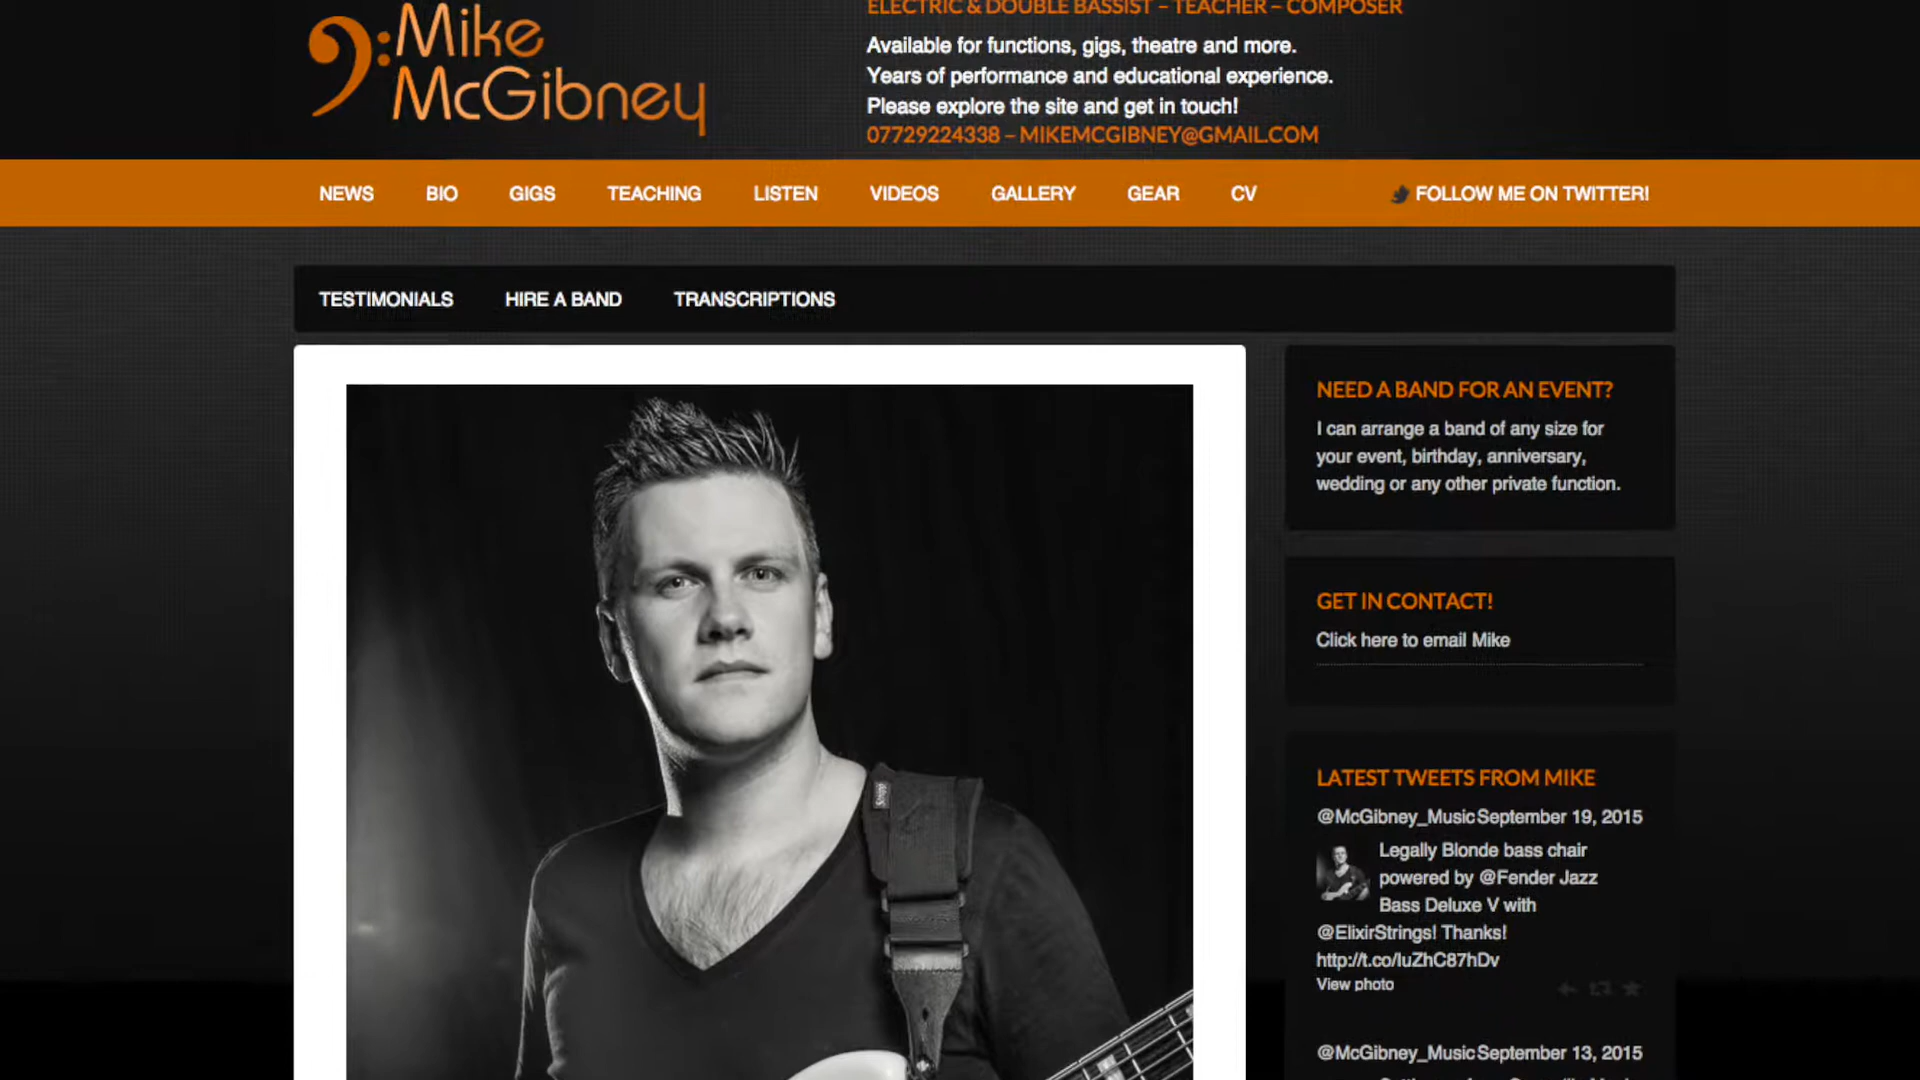 Mike
McGibney
ELECTRIC & DOUBLE BASSIST – TEACHER – COMPOSER
Available for functions, gigs, theatre and more.
Years of performance and educational experience.
Please explore the site and get in touch!
07729224338 – MIKEMCGIBNEY@GMAIL.COM
NEWS BIO GIGS TEACHING LISTEN VIDEOS GALLERY GEAR CV FOLLOW ME ON TWITTER!
TESTIMONIALS HIRE A BAND TRANSCRIPTIONS
NEED A BAND FOR AN EVENT?
I can arrange a band of any size for
your event, birthday, anniversary,
wedding or any other private function.
GET IN CONTACT!
Click here to email Mike
LATEST TWEETS FROM MIKE
@McGibney_Music September 19, 2015
Legally Blonde bass chair
powered by @Fender Jazz
Bass Deluxe V with
@ElixirStrings! Thanks!
http://t.co/IuZhC87hDv
View photo
@McGibney_Music September 13, 2015